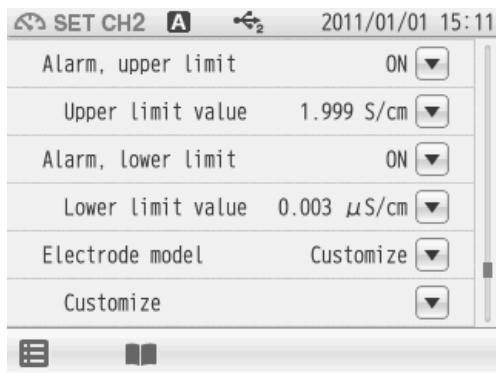 SET CH2 A 2 2011/01/01 15:11
Alarm, upper limit ON
Upper limit value 1.999 S/cm
Alarm, lower limit ON
Lower limit value 0.003 μS/cm
Electrode model Customize
Customize